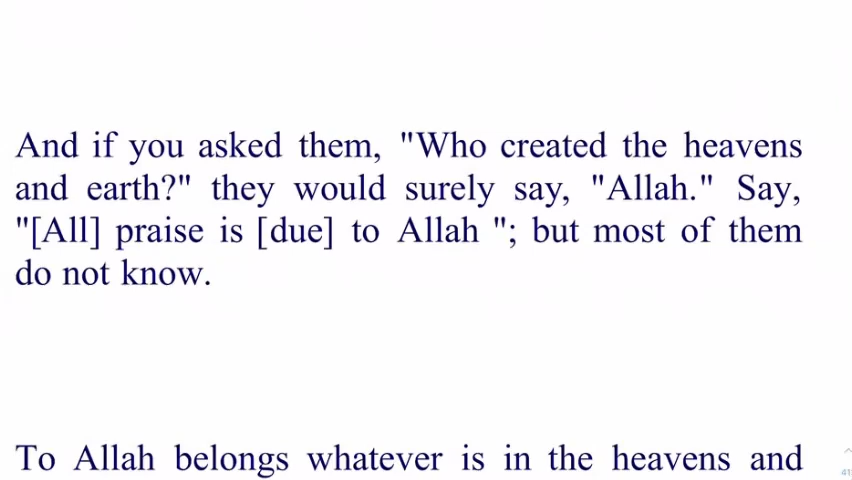 And if you asked them, "Who created the heavens
and earth?" they would surely say, "Allah." Say,
"[All] praise is [due] to Allah "; but most of them
do not know.
To Allah belongs whatever is in the heavens and